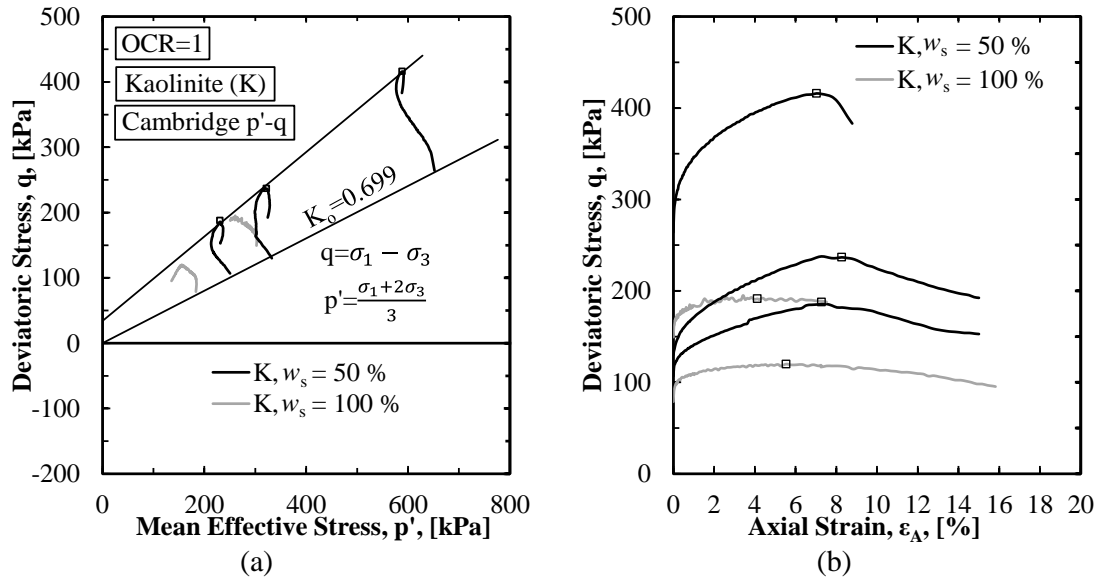 500
400
300
200
100
0
-100
-200
0 200 400 600 800
Deviatoric Stress, q, [kPa]
Mean Effective Stress, p', [kPa]
OCR=1
Kaolinite (K)
Cambridge p'-q
Kₒ=0.699
q=σ₁ − σ₃
p'=(σ₁+2σ₃)/3
K, wₛ = 50 %
K, wₛ = 100 %
(a)
500
400
300
200
100
0
0 2 4 6 8 10 12 14 16 18 20
Deviatoric Stress, q, [kPa]
Axial Strain, ε_A, [%]
K, wₛ = 50 %
K, wₛ = 100 %
(b)